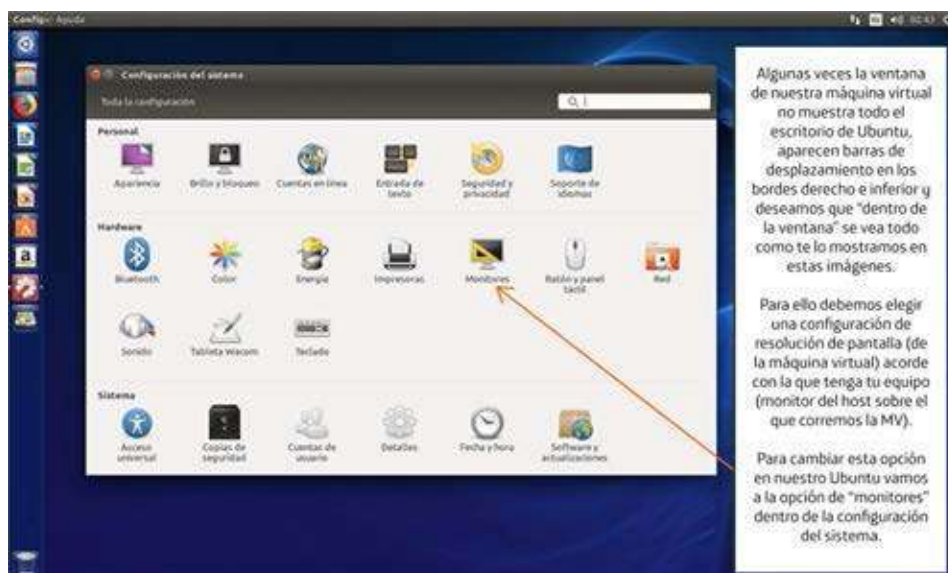 Config Ayuda
02:43
Configuración del sistema
Toda la configuración
Personal
Apariencia
Brillo y bloqueo
Cuentas en línea
Entrada de
texto
Seguridad y
privacidad
Soporte de
idiomas
Hardware
Bluetooth
Color
Energía
Impresoras
Monitores
Ratón y panel
táctil
Red
Sonido
Tableta Wacom
Teclado
Sistema
Acceso
universal
Copias de
seguridad
Cuentas de
usuario
Detalles
Fecha y hora
Software y
actualizaciones
Algunas veces la ventana
de nuestra máquina virtual
no muestra todo el
escritorio de Ubuntu,
aparecen barras de
desplazamiento en los
bordes derecho e inferior y
deseamos que "dentro de
la ventana" se vea todo
como te lo mostramos en
estas imágenes.
Para ello debemos elegir
una configuración de
resolución de pantalla (de
la máquina virtual) acorde
con la que tenga tu equipo
(monitor del host sobre el
que corremos la MV).
Para cambiar esta opción
en nuestro Ubuntu vamos
a la opción de "monitores"
dentro de la configuración
del sistema.